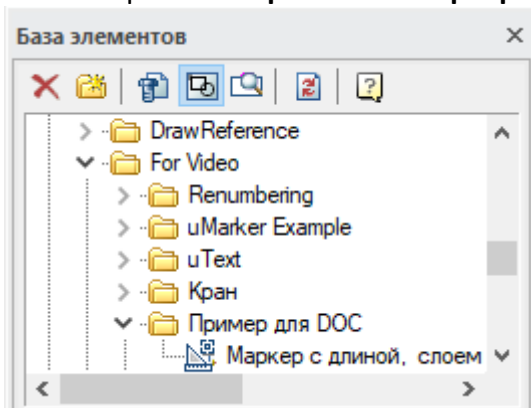 База элементов
DrawReference
For Video
Renumbering
uMarker Example
uText
Кран
Пример для DOC
Маркер с длиной, слоем